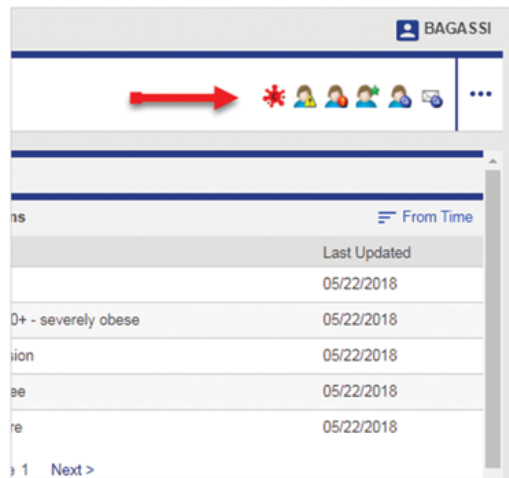 BAGASSI
ns From Time
Last Updated
05/22/2018
0+ - severely obese 05/22/2018
sion 05/22/2018
ee 05/22/2018
re 05/22/2018
e 1 Next >